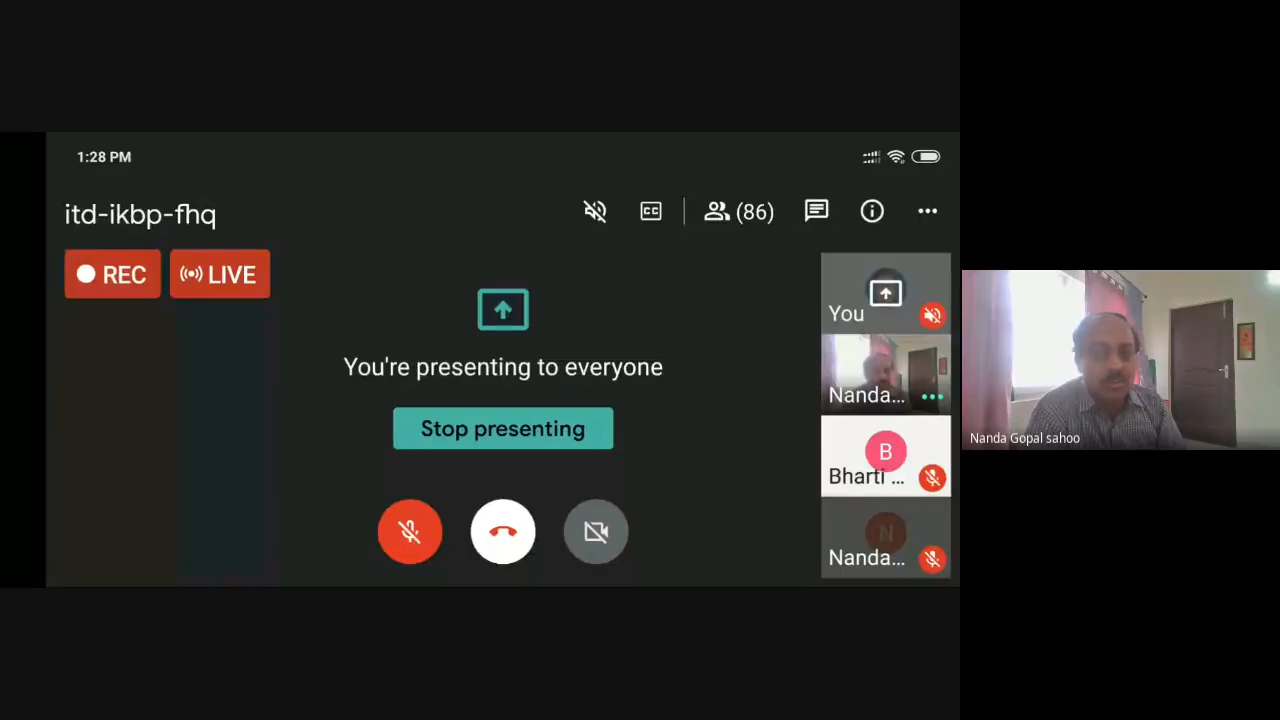 1:28 PM
itd-ikbp-fhq
CC
(86)
REC
LIVE
You're presenting to everyone
Stop presenting
You
Nanda...
B
Bharti ...
N
Nanda...
Nanda Gopal sahoo